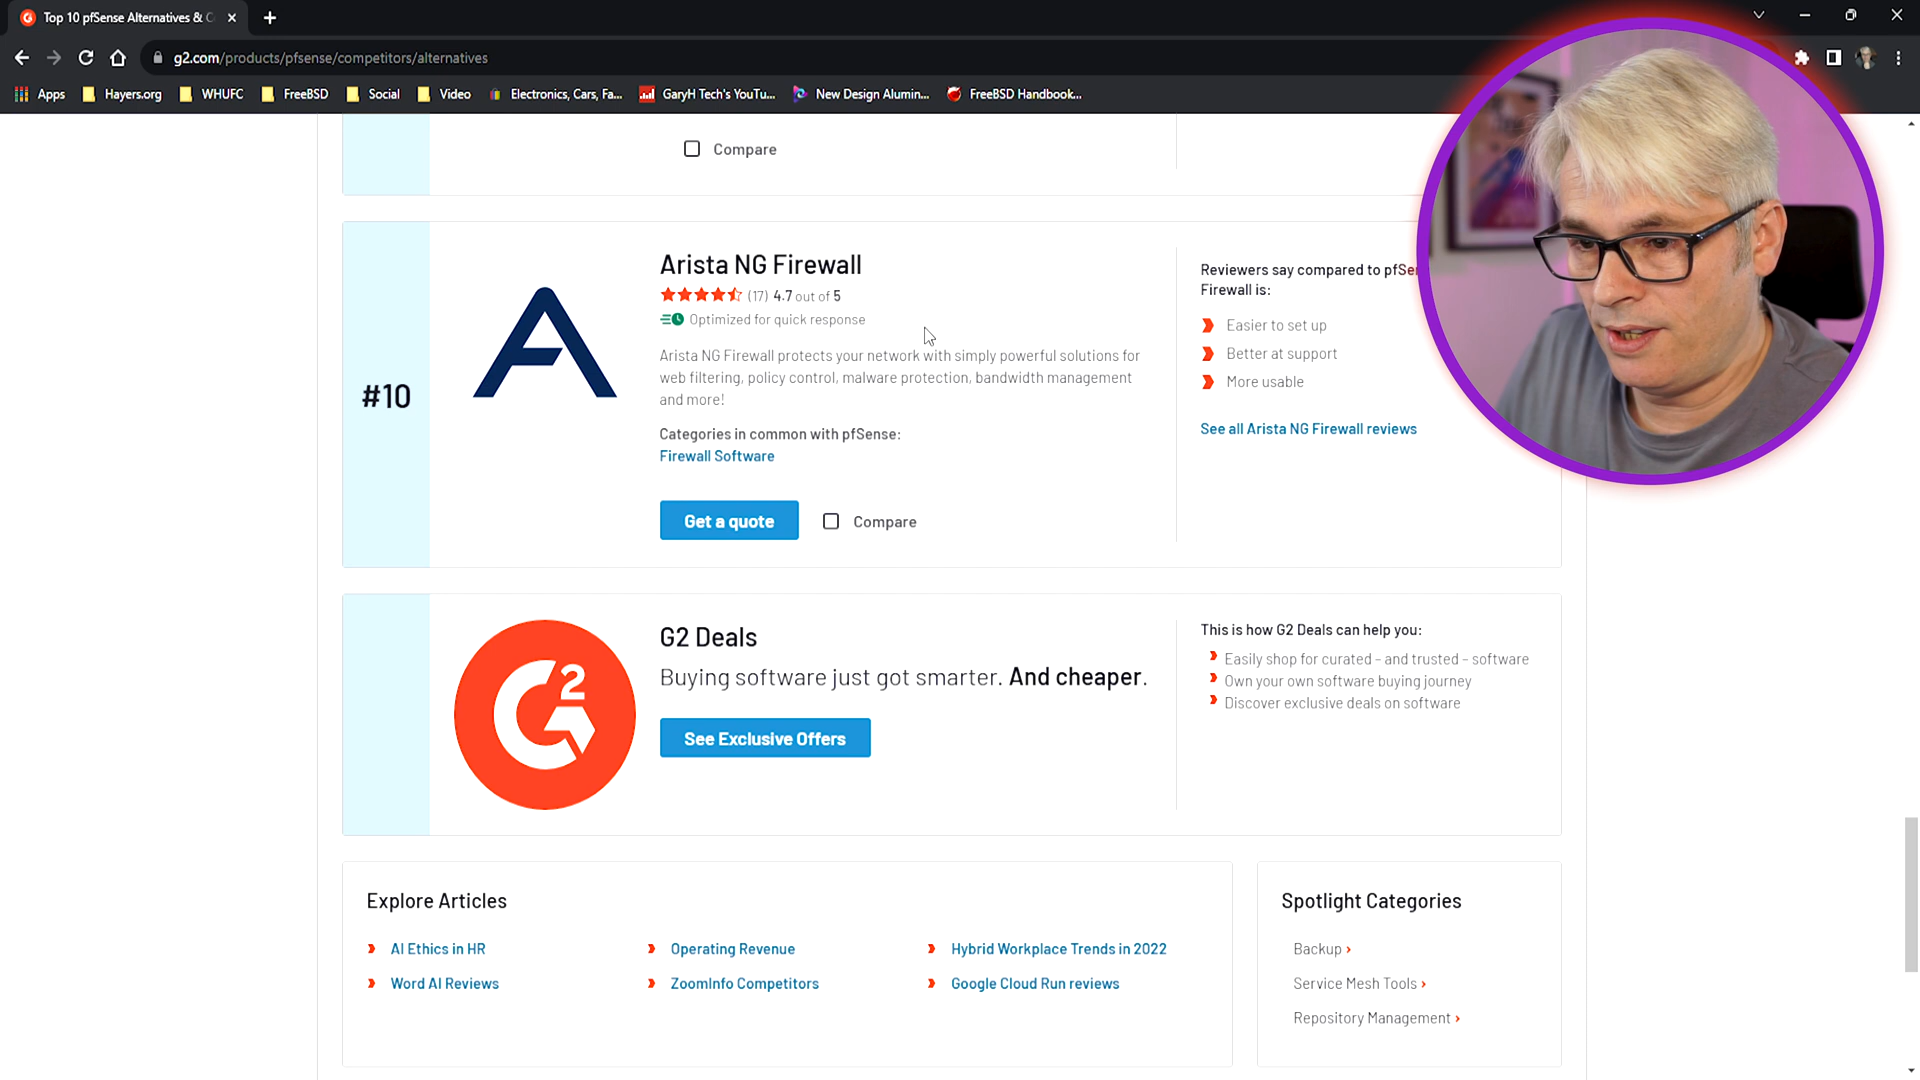 Top 10 pfSense Alternatives & C
g2.com/products/pfsense/competitors/alternatives
Apps
Hayers.org
WHUFC
FreeBSD
Social
Video
Electronics, Cars, Fa...
GaryH Tech's YouTu...
New Design Alumin...
FreeBSD Handbook...
Compare
#10
Arista NG Firewall
(17) 4.7 out of 5
Optimized for quick response
Arista NG Firewall protects your network with simply powerful solutions for
web filtering, policy control, malware protection, bandwidth management
and more!
Categories in common with pfSense:
Firewall Software
Get a quote
Compare
Reviewers say compared to pfSe
Firewall is:
Easier to set up
Better at support
More usable
See all Arista NG Firewall reviews
G2
G2 Deals
Buying software just got smarter. And cheaper.
See Exclusive Offers
This is how G2 Deals can help you:
Easily shop for curated – and trusted – software
Own your own software buying journey
Discover exclusive deals on software
Explore Articles
AI Ethics in HR
Operating Revenue
Hybrid Workplace Trends in 2022
Word AI Reviews
ZoomInfo Competitors
Google Cloud Run reviews
Spotlight Categories
Backup ›
Service Mesh Tools ›
Repository Management ›